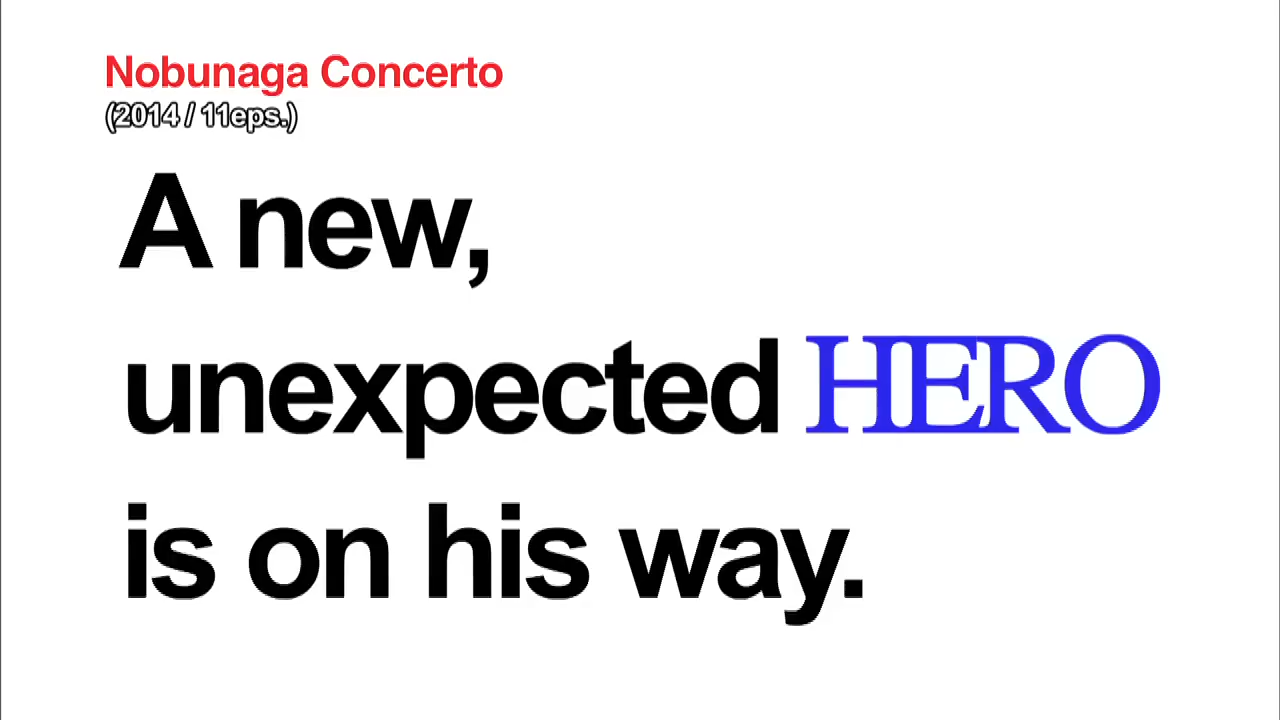 Nobunaga Concerto
(2014 / 11eps.)
A new,
unexpected HERO
is on his way.